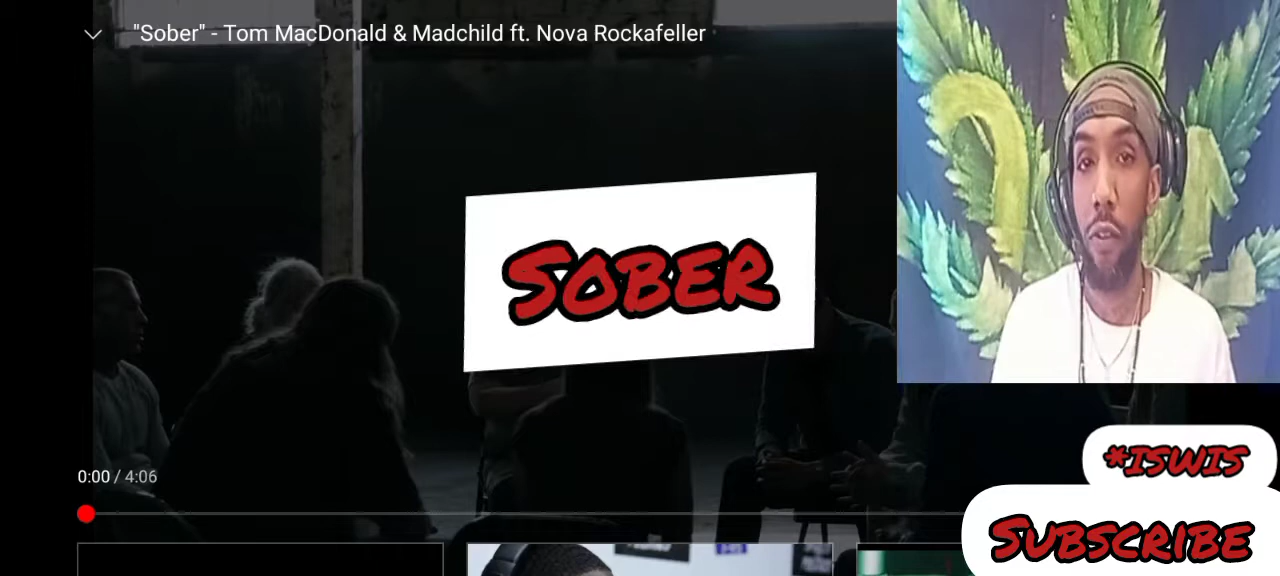 "Sober" - Tom MacDonald & Madchild ft. Nova Rockafeller
SOBER
0:00 / 4:06
*ISWIS
SUBSCRIBE